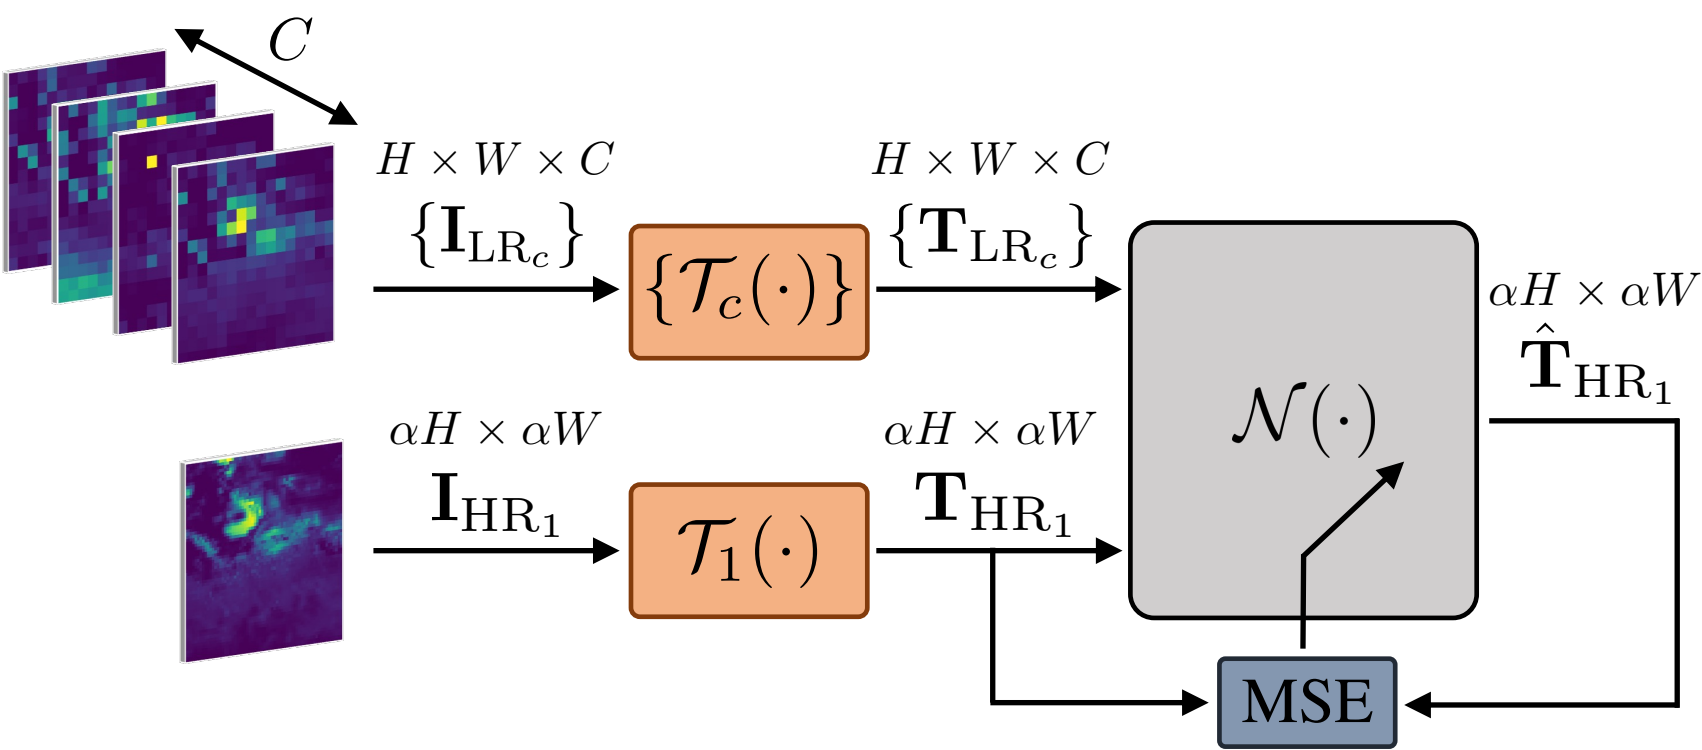 C
H × W × C
{I_LR_c}
{𝒯_c(·)}
H × W × C
{T_LR_c}
αH × αW
I_HR_1
𝒯_1(·)
αH × αW
T_HR_1
𝒩(·)
αH × αW
T̂_HR_1
MSE